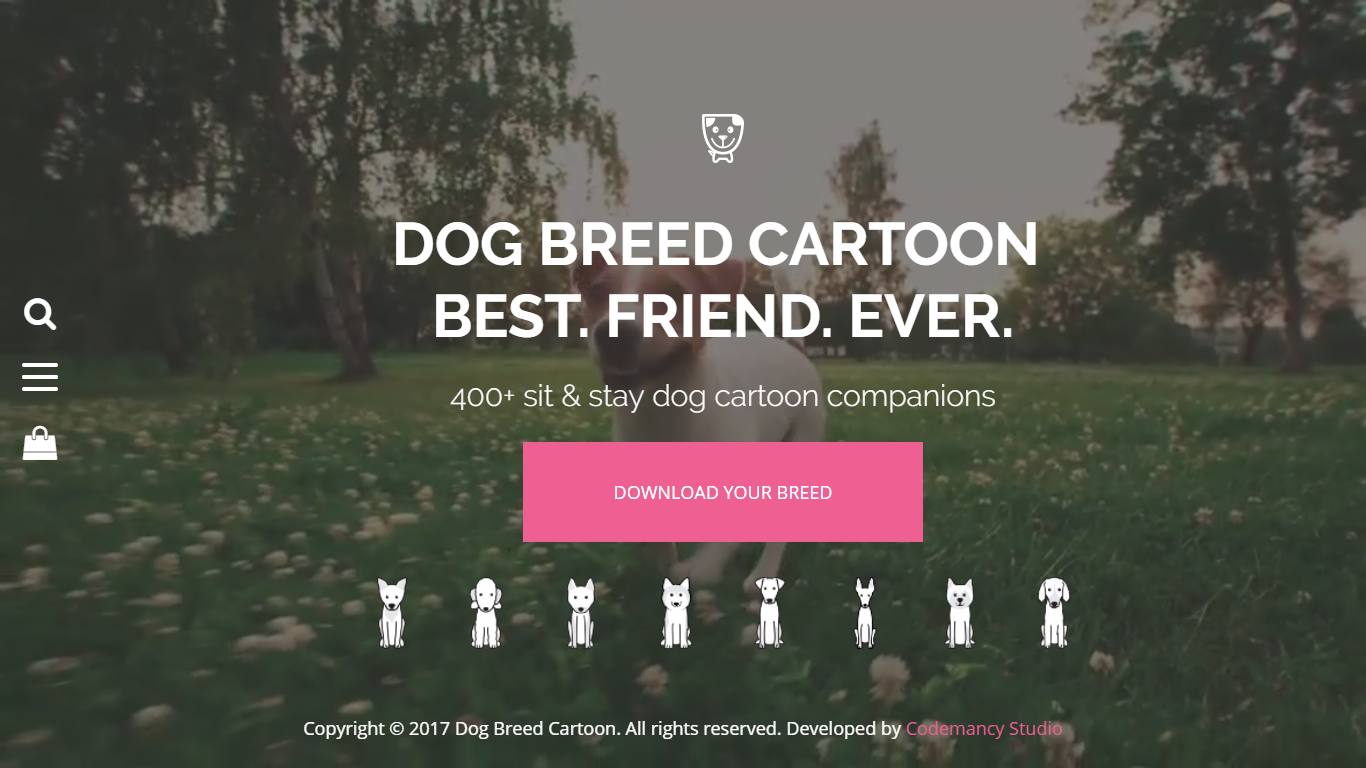 DOG BREED CARTOON
BEST. FRIEND. EVER.
400+ sit & stay dog cartoon companions
DOWNLOAD YOUR BREED
Copyright © 2017 Dog Breed Cartoon. All rights reserved. Developed by Codemancy Studio